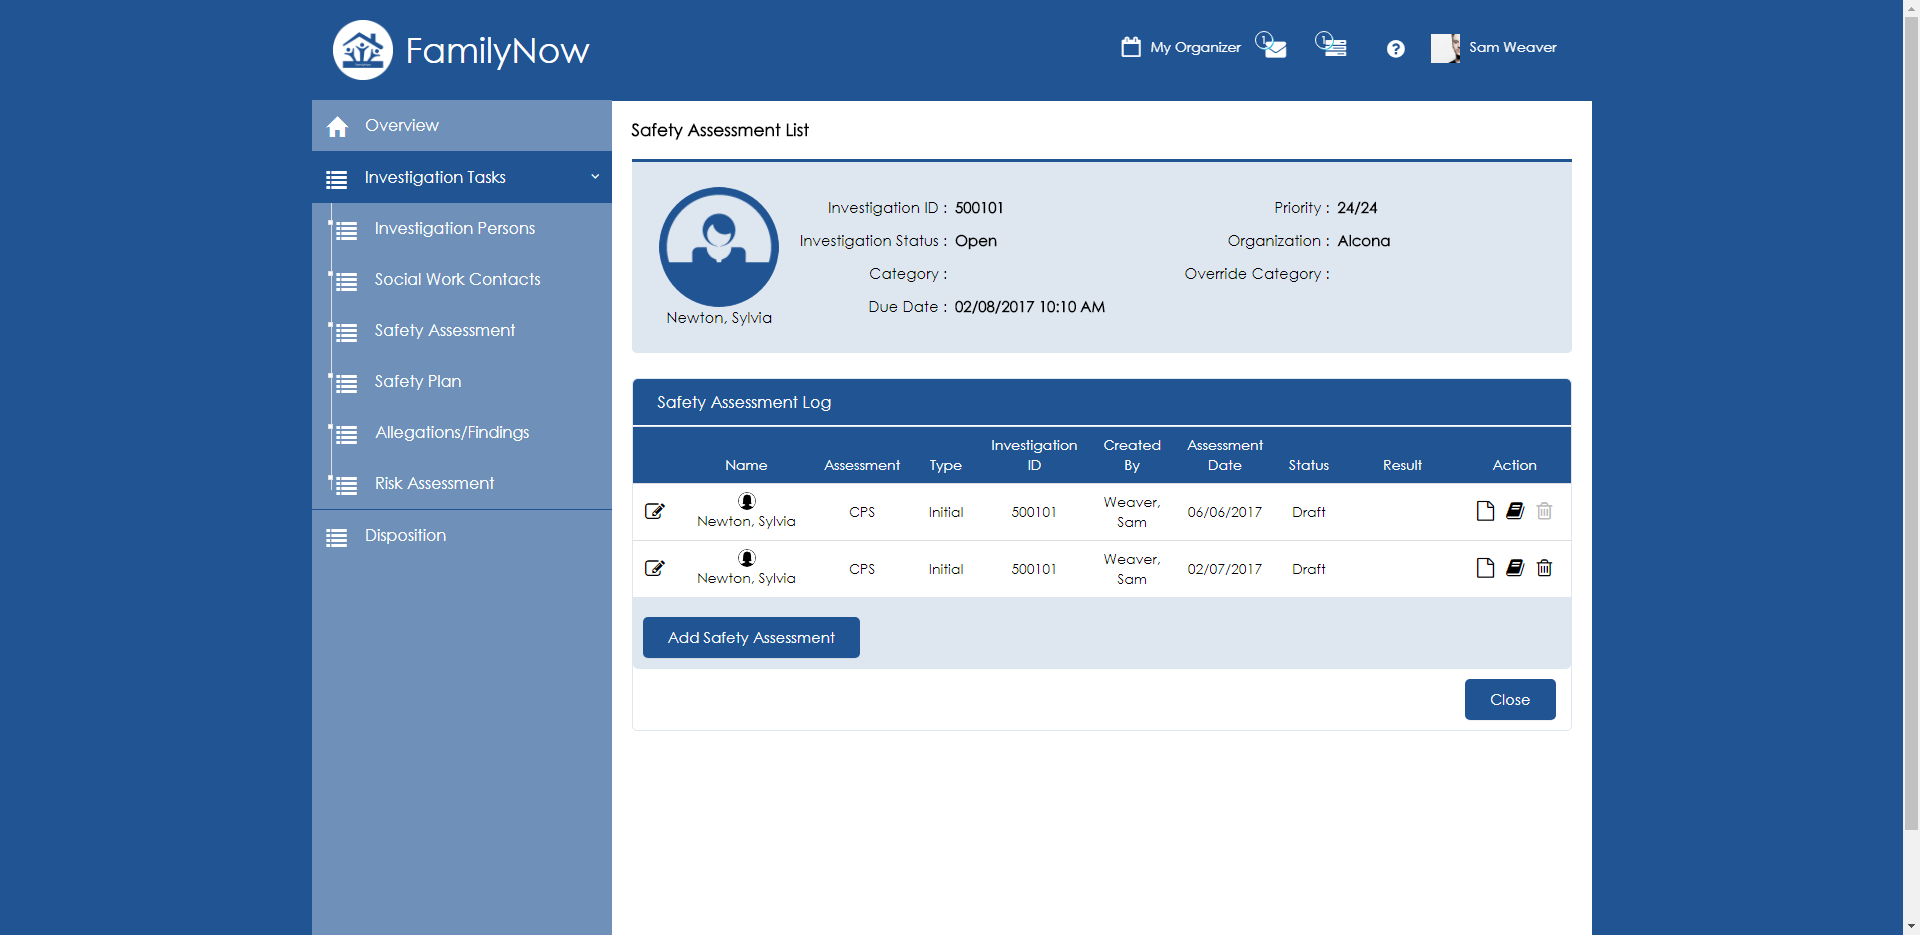 FamilyNow
My Organizer
1
1
?
Sam Weaver
Overview
Investigation Tasks
Investigation Persons
Social Work Contacts
Safety Assessment
Safety Plan
Allegations/Findings
Risk Assessment
Disposition
Safety Assessment List
Newton, Sylvia
Investigation ID : 500101
Investigation Status : Open
Category :
Due Date : 02/08/2017 10:10 AM
Priority : 24/24
Organization : Alcona
Override Category :
Safety Assessment Log
Name Assessment Type Investigation ID Created By Assessment Date Status Result Action
Newton, Sylvia CPS Initial 500101 Weaver, Sam 06/06/2017 Draft
Newton, Sylvia CPS Initial 500101 Weaver, Sam 02/07/2017 Draft
Add Safety Assessment
Close